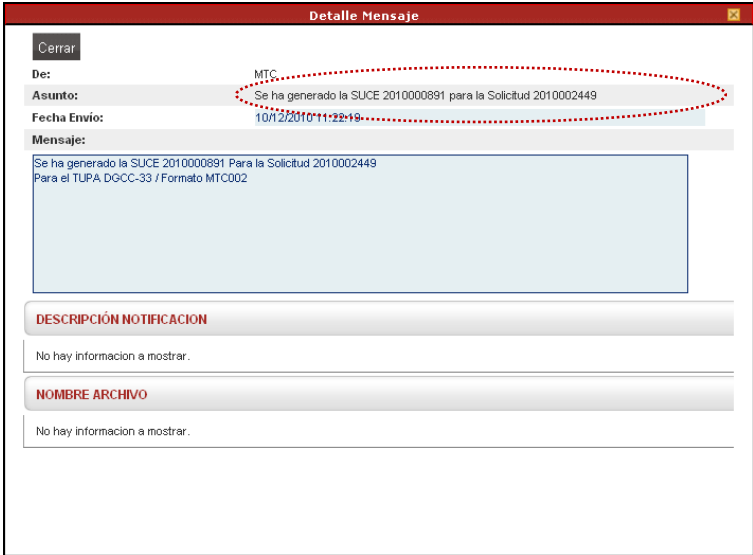 Detalle Mensaje
Cerrar
De: MTC
Asunto: Se ha generado la SUCE 2010000891 para la Solicitud 2010002449
Fecha Envío: 10/12/2010 11:22:19
Mensaje:
Se ha generado la SUCE 2010000891 Para la Solicitud 2010002449
Para el TUPA DGCC-33 / Formato MTC002
DESCRIPCIÓN NOTIFICACION
No hay informacion a mostrar.
NOMBRE ARCHIVO
No hay informacion a mostrar.